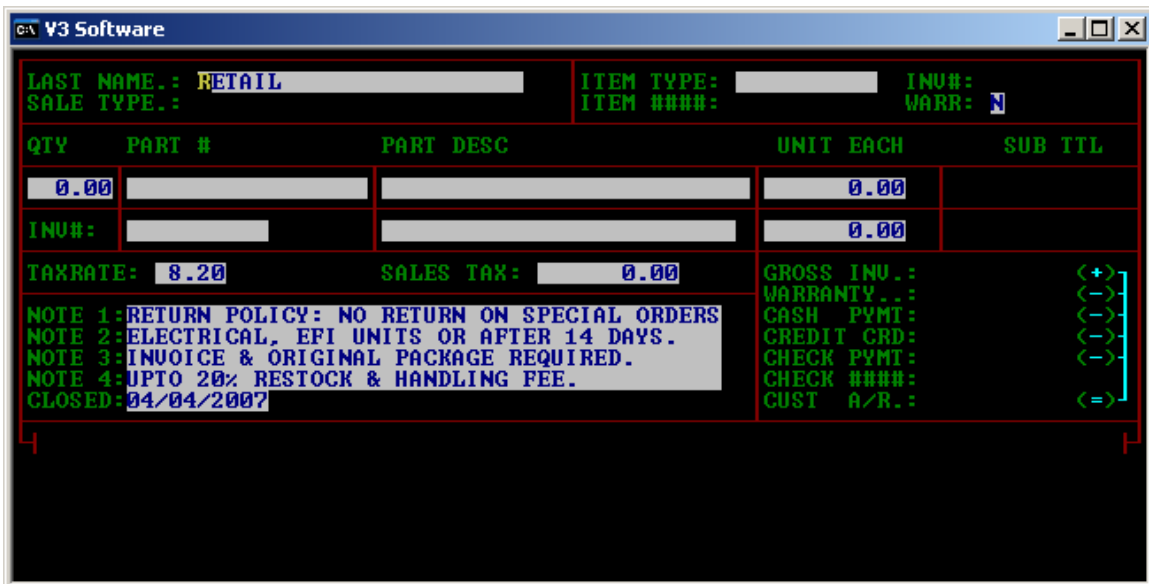 V3 Software
LAST NAME.: RETAIL ITEM TYPE: INV#:
SALE TYPE.: ITEM ####: WARR: N
QTY PART # PART DESC UNIT EACH SUB TTL
0.00 0.00
INV#: 0.00
TAXRATE: 8.20 SALES TAX: 0.00 GROSS INV.: (+)
WARRANTY..: (-)
NOTE 1:RETURN POLICY: NO RETURN ON SPECIAL ORDERS CASH PYMT: (-)
NOTE 2:ELECTRICAL, EFI UNITS OR AFTER 14 DAYS. CREDIT CRD: (-)
NOTE 3:INVOICE & ORIGINAL PACKAGE REQUIRED. CHECK PYMT: (-)
NOTE 4:UPTO 20% RESTOCK & HANDLING FEE. CHECK ####:
CLOSED:04/04/2007 CUST A/R.: (=)